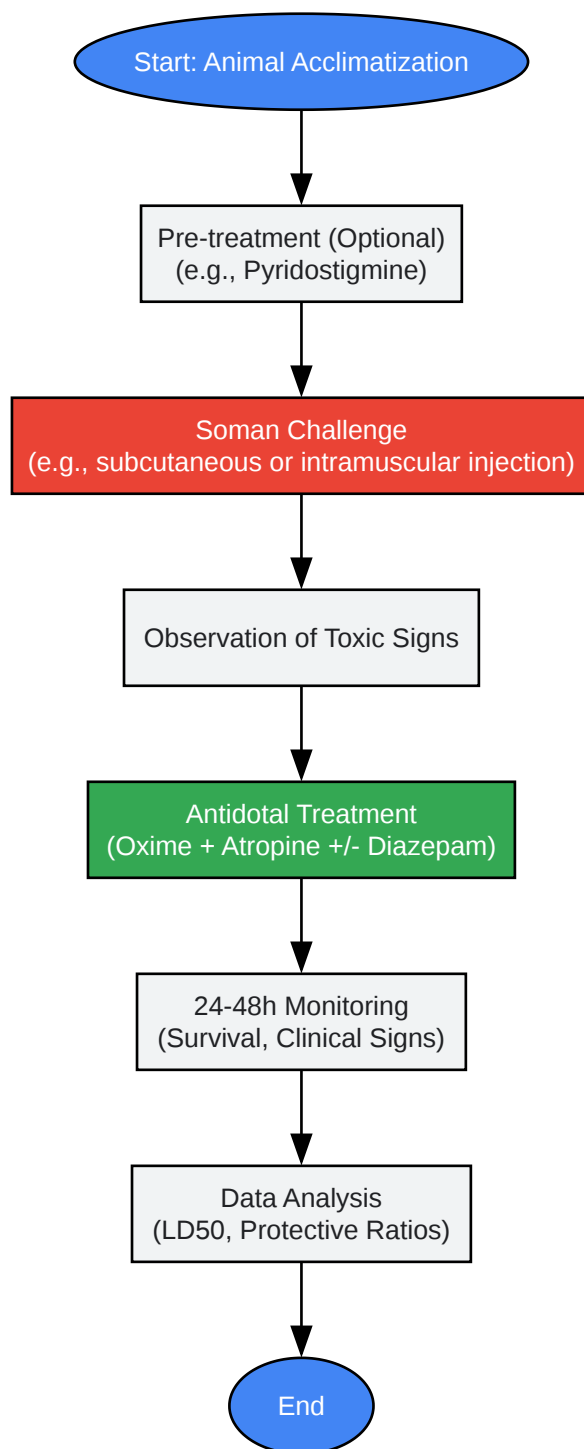 Start: Animal Acclimatization
Pre-treatment (Optional)
(e.g., Pyridostigmine)
Soman Challenge
(e.g., subcutaneous or intramuscular injection)
Observation of Toxic Signs
Antidotal Treatment
(Oxime + Atropine +/- Diazepam)
24-48h Monitoring
(Survival, Clinical Signs)
Data Analysis
(LD50, Protective Ratios)
End